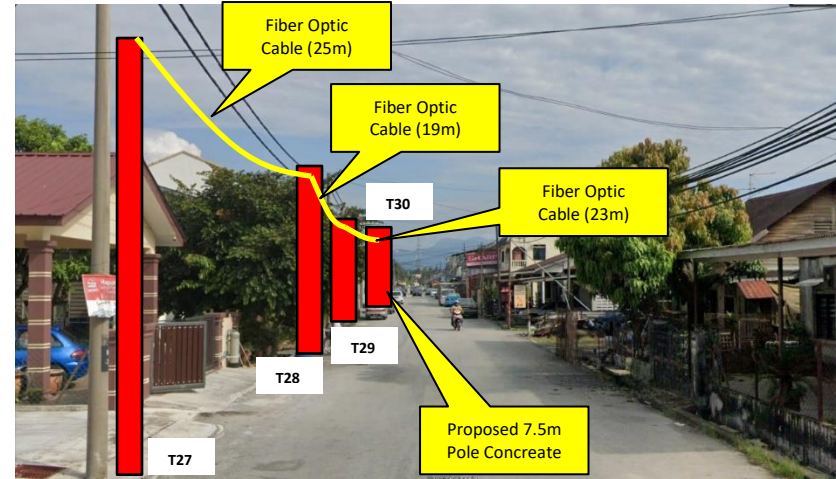 Fiber Optic
Cable (25m)
Fiber Optic
Cable (19m)
Fiber Optic
Cable (23m)
T30
T29
T28
T27
Proposed 7.5m
Pole Concreate